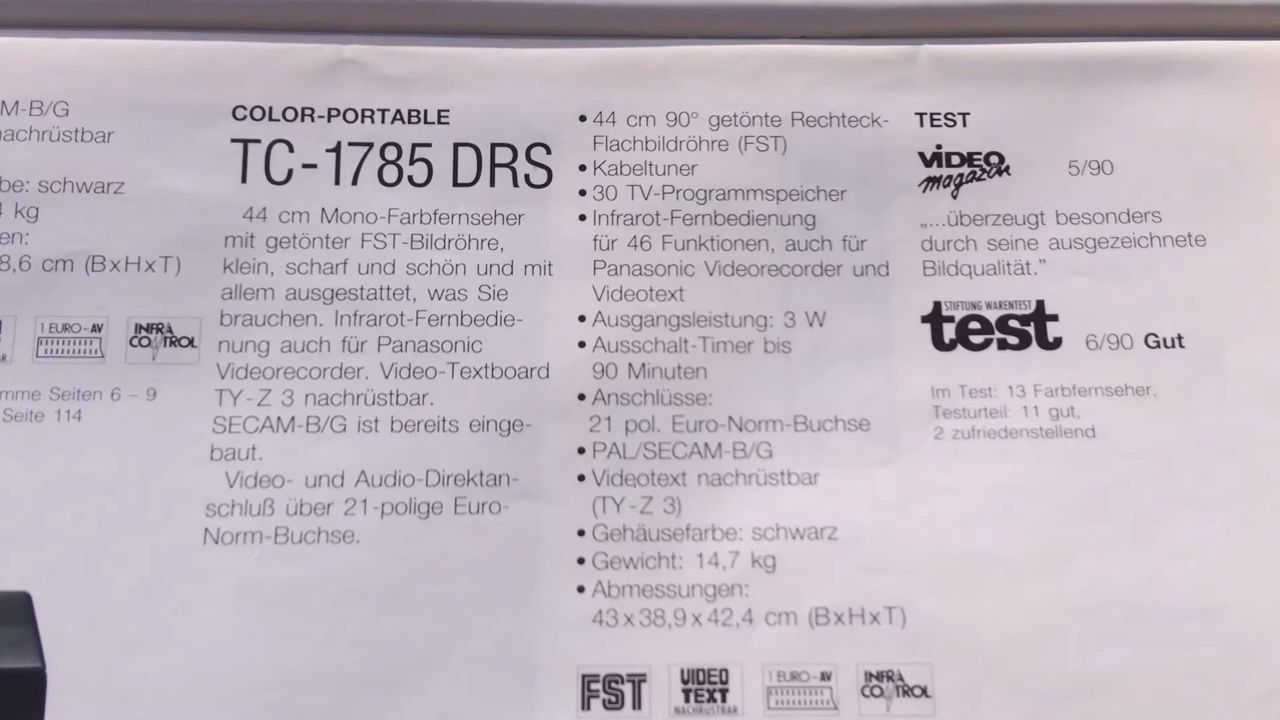 M-B/G
nachrüstbar
be: schwarz
kg
en:
8,6 cm (BxHxT)
1 EURO-AV
INFRA
CONTROL
mme Seiten 6 – 9
Seite 114
COLOR-PORTABLE
TC-1785 DRS
44 cm Mono-Farbfernseher
mit getönter FST-Bildröhre,
klein, scharf und schön und mit
allem ausgestattet, was Sie
brauchen. Infrarot-Fernbedie-
nung auch für Panasonic
Videorecorder. Video-Textboard
TY-Z 3 nachrüstbar.
SECAM-B/G ist bereits einge-
baut.
Video- und Audio-Direktan-
schluß über 21-polige Euro-
Norm-Buchse.
• 44 cm 90° getönte Rechteck-
Flachbildröhre (FST)
• Kabeltuner
• 30 TV-Programmspeicher
• Infrarot-Fernbedienung
für 46 Funktionen, auch für
Panasonic Videorecorder und
Videotext
• Ausgangsleistung: 3 W
• Ausschalt-Timer bis
90 Minuten
• Anschlüsse:
21 pol. Euro-Norm-Buchse
• PAL/SECAM-B/G
• Videotext nachrüstbar
(TY-Z 3)
• Gehäusefarbe: schwarz
• Gewicht: 14,7 kg
• Abmessungen:
43x38,9x42,4 cm (BxHxT)
FST
VIDEO
TEXT
NACHRÜSTBAR
1 EURO-AV
INFRA
CONTROL
TEST
VIDEO
magazin 5/90
„...überzeugt besonders
durch seine ausgezeichnete
Bildqualität.”
STIFTUNG WARENTEST
test 6/90 Gut
Im Test: 13 Farbfernseher,
Testurteil: 11 gut,
2 zufriedenstellend